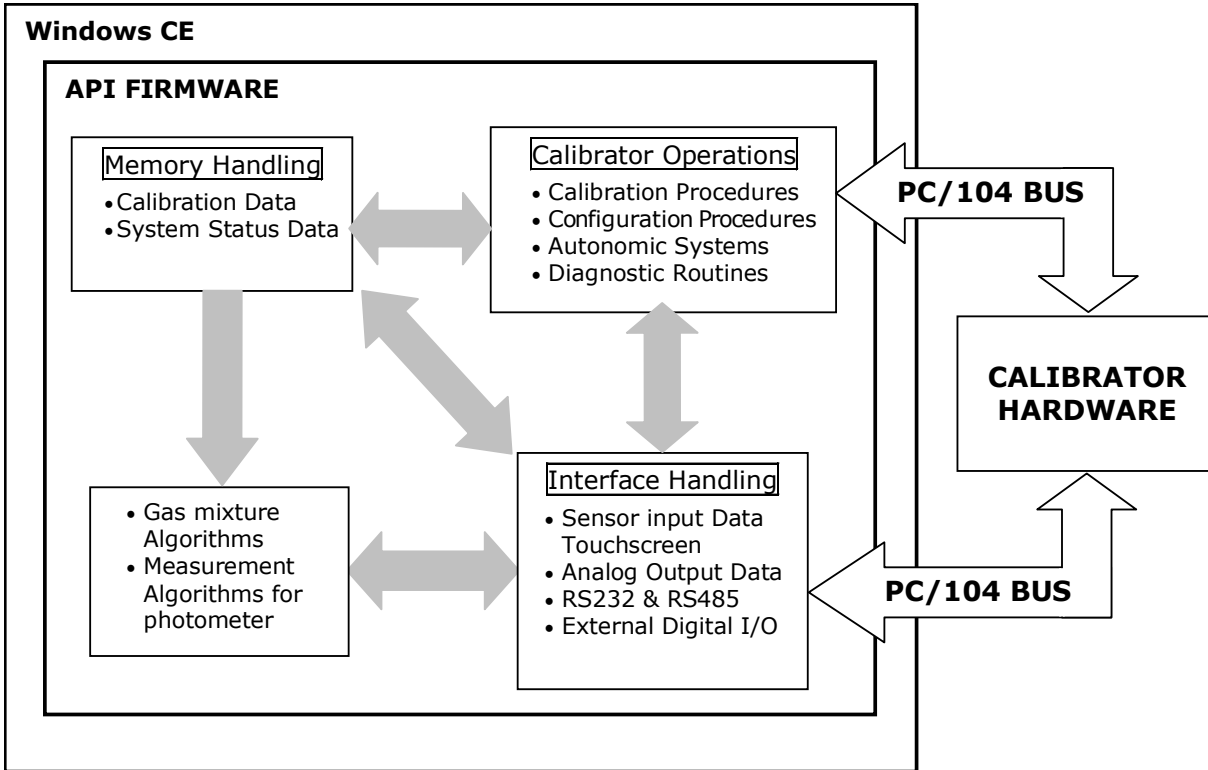 Windows CE
API FIRMWARE
Memory Handling
• Calibration Data
• System Status Data
Calibrator Operations
• Calibration Procedures
• Configuration Procedures
• Autonomic Systems
• Diagnostic Routines
PC/104 BUS
CALIBRATOR
HARDWARE
• Gas mixture
Algorithms
• Measurement
Algorithms for
photometer
Interface Handling
• Sensor input Data
Touchscreen
• Analog Output Data
• RS232 & RS485
• External Digital I/O
PC/104 BUS